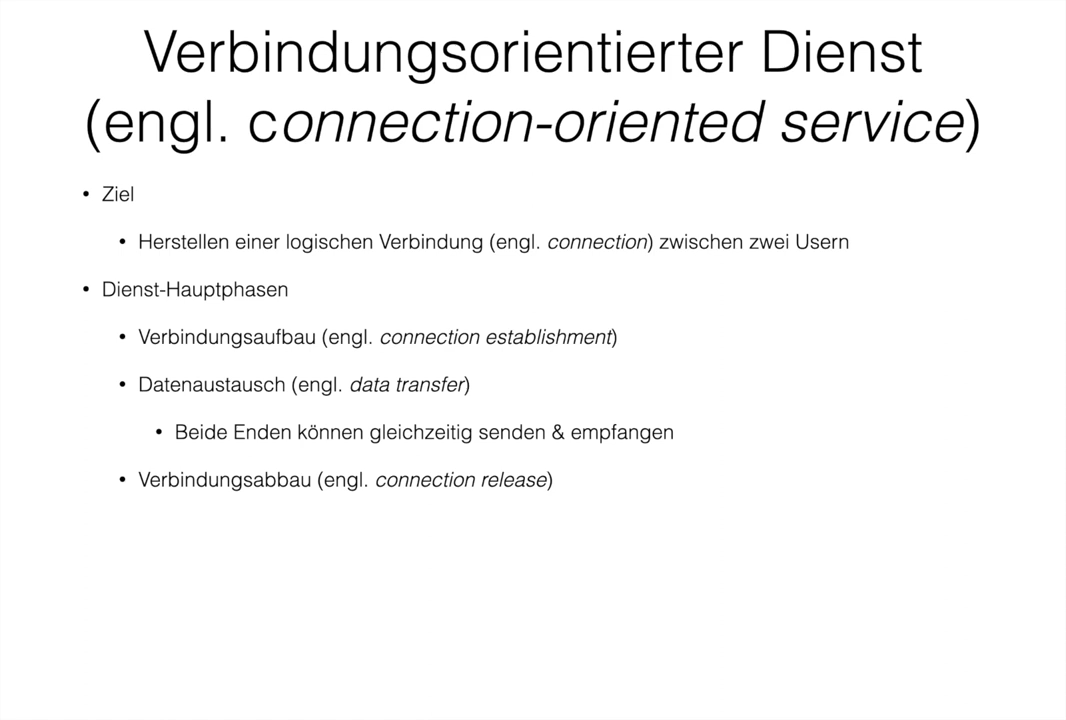 Verbindungsorientierter Dienst
(engl. connection-oriented service)
• Ziel
• Herstellen einer logischen Verbindung (engl. connection) zwischen zwei Usern
• Dienst-Hauptphasen
• Verbindungsaufbau (engl. connection establishment)
• Datenaustausch (engl. data transfer)
• Beide Enden können gleichzeitig senden & empfangen
• Verbindungsabbau (engl. connection release)